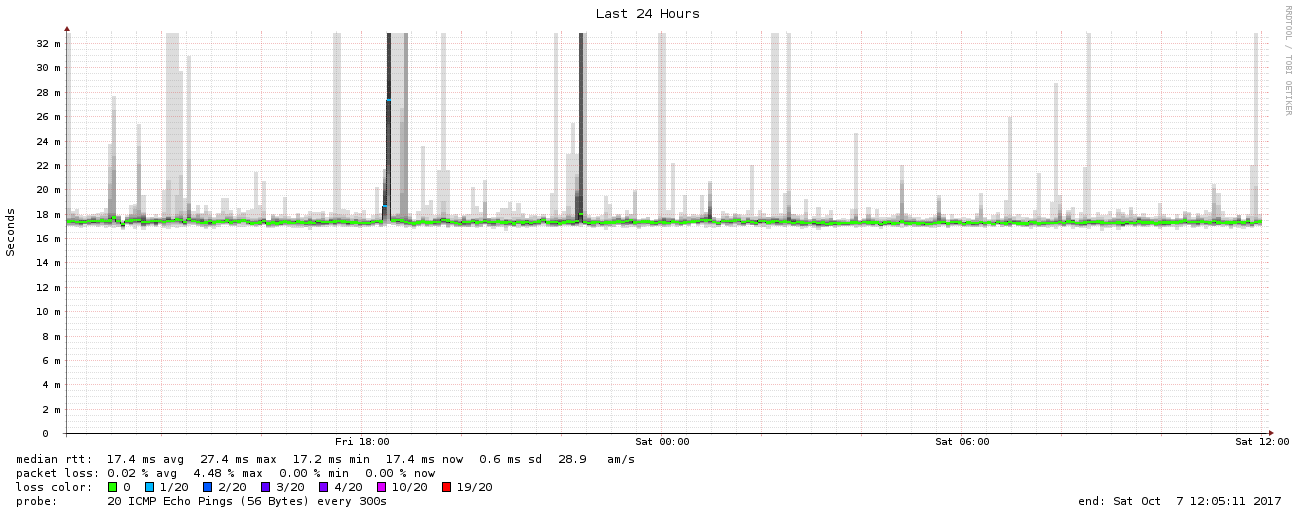 Last 24 Hours
RRDTOOL / TOBI OETIKER
Seconds
32 m
30 m
28 m
26 m
24 m
22 m
20 m
18 m
16 m
14 m
12 m
10 m
8 m
6 m
4 m
2 m
0
Fri 18:00 Sat 00:00 Sat 06:00 Sat 12:00
median rtt: 17.4 ms avg 27.4 ms max 17.2 ms min 17.4 ms now 0.6 ms sd 28.9 am/s
packet loss: 0.02 % avg 4.48 % max 0.00 % min 0.00 % now
loss color: 0 1/20 2/20 3/20 4/20 10/20 19/20
probe: 20 ICMP Echo Pings (56 Bytes) every 300s end: Sat Oct 7 12:05:11 2017